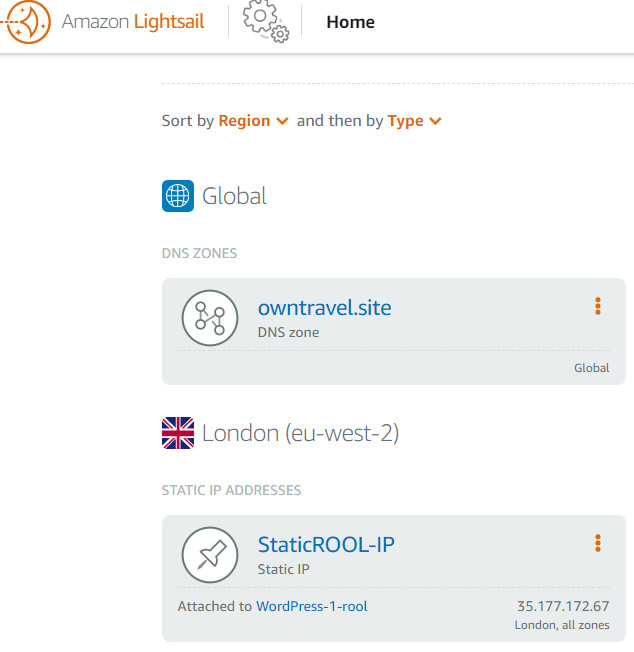 Amazon Lightsail
Home
Sort by Region and then by Type
Global
DNS ZONES
owntravel.site
DNS zone
Global
London (eu-west-2)
STATIC IP ADDRESSES
StaticROOL-IP
Static IP
Attached to WordPress-1-rool 35.177.172.67
London, all zones